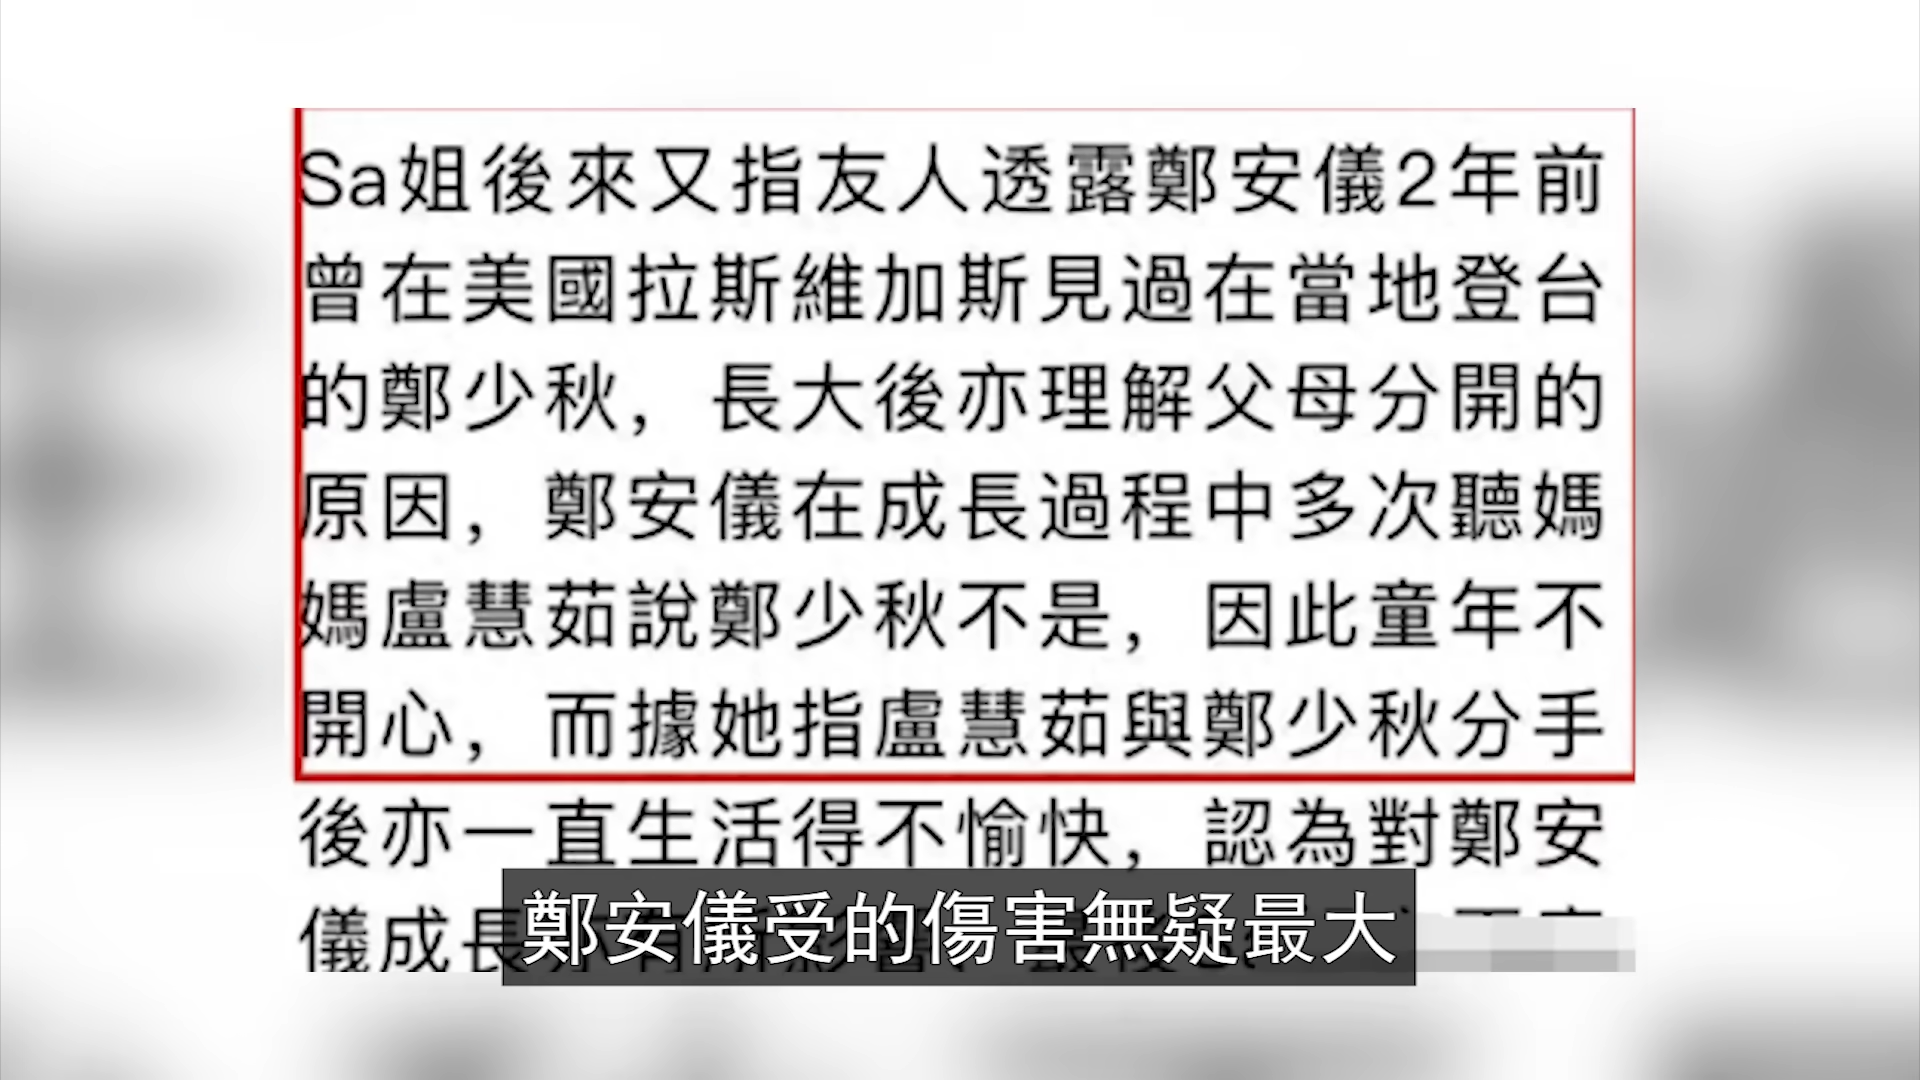 Sa姐後來又指友人透露鄭安儀2年前
曾在美國拉斯維加斯見過在當地登台
的鄭少秋，長大後亦理解父母分開的
原因，鄭安儀在成長過程中多次聽媽
媽盧慧茹說鄭少秋不是，因此童年不
開心，而據她指盧慧茹與鄭少秋分手
後亦一直生活得不愉快，認為對鄭安
儀成長
鄭安儀受的傷害無疑最大